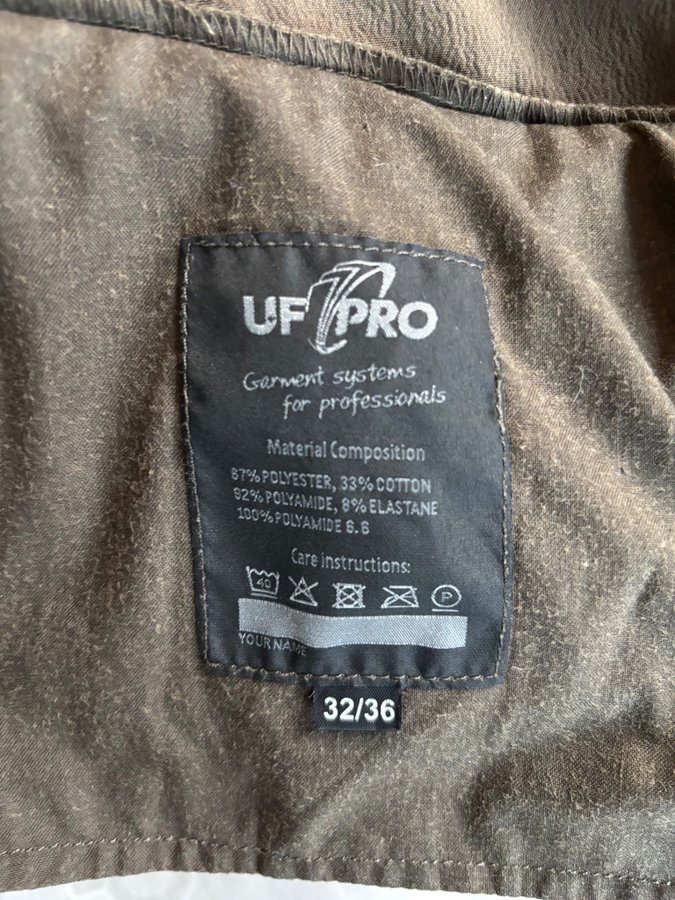 UF PRO
Garment systems
for professionals
Material Composition
67% POLYESTER, 33% COTTON
92% POLYAMIDE, 8% ELASTANE
100% POLYAMIDE 6.6
Care instructions:
40
P
YOUR NAME
32/36